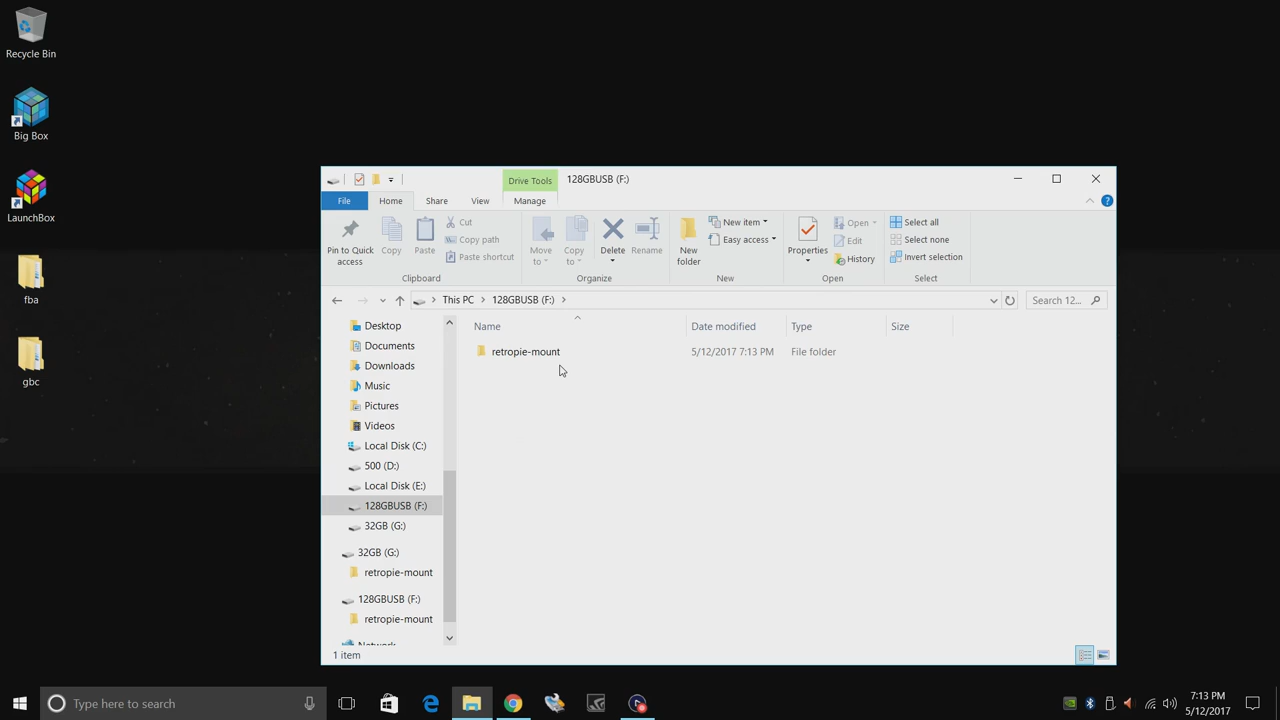 Recycle Bin
Big Box
LaunchBox
fba
gbc
Drive Tools
128GBUSB (F:)
File
Home
Share
View
Manage
Pin to Quick
access
Copy
Paste
Cut
Copy path
Paste shortcut
Clipboard
Move
to
Copy
to
Delete
Rename
Organize
New
folder
New item
Easy access
New
Properties
Open
Edit
History
Open
Select all
Select none
Invert selection
Select
This PC
128GBUSB (F:)
Search 12...
Name
Date modified
Type
Size
retropie-mount
5/12/2017 7:13 PM
File folder
Desktop
Documents
Downloads
Music
Pictures
Videos
Local Disk (C:)
500 (D:)
Local Disk (E:)
128GBUSB (F:)
32GB (G:)
32GB (G:)
retropie-mount
128GBUSB (F:)
retropie-mount
Network
1 item
Type here to search
7:13 PM
5/12/2017